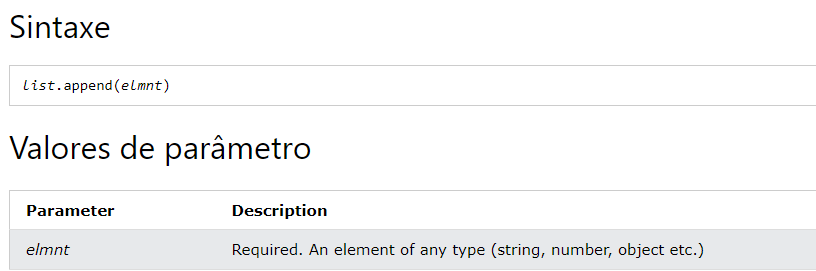 Sintaxe
list.append(elmnt)
Valores de parâmetro
Parameter Description
elmnt Required. An element of any type (string, number, object etc.)